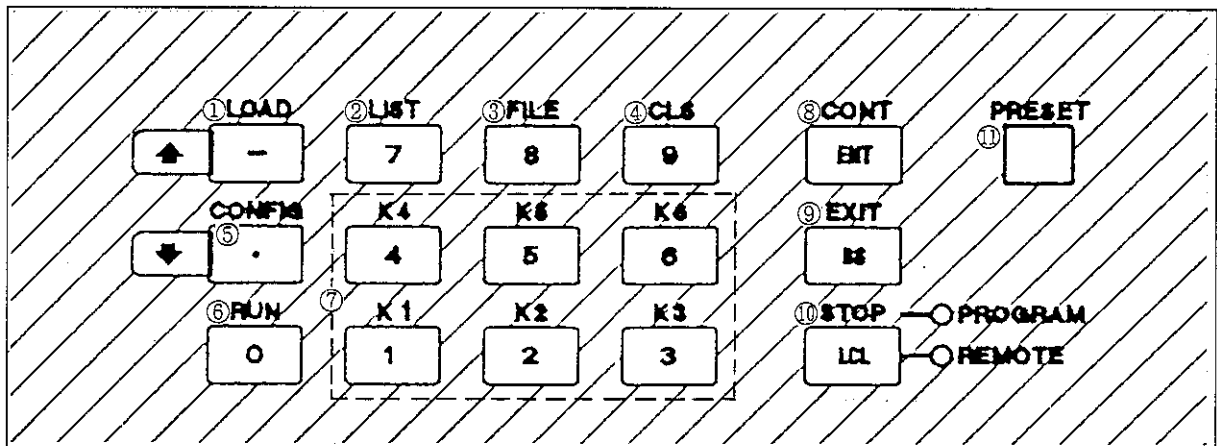 ①LOAD ②LIST ③FILE ④CLS ⑧CONT PRESET
- 7 8 9 ENT ⑪
CONFIG K4 K5 K6 ⑨EXIT
⑤ . 4 5 6 BS
⑥RUN ⑦ K1 K2 K3 ⑩STOP PROGRAM
0 1 2 3 LCL REMOTE